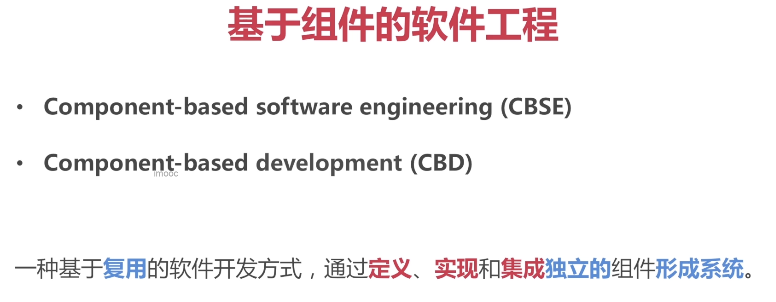 基于组件的软件工程
• Component-based software engineering (CBSE)
• Component-based development (CBD)
imooc
一种基于复用的软件开发方式，通过定义、实现和集成独立的组件形成系统。